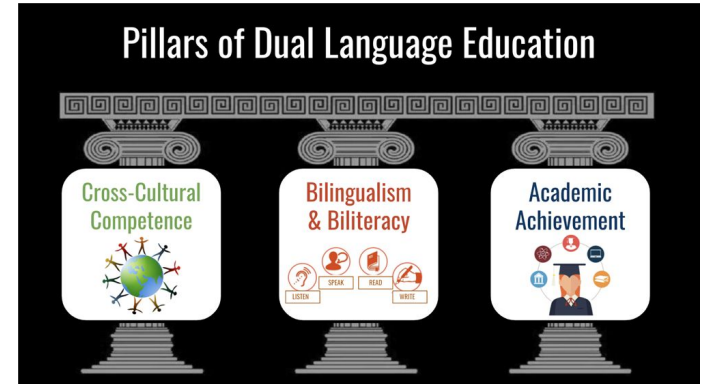 Pillars of Dual Language Education
Cross-Cultural
Competence
Bilingualism
& Biliteracy
LISTEN
SPEAK
READ
WRITE
Academic
Achievement